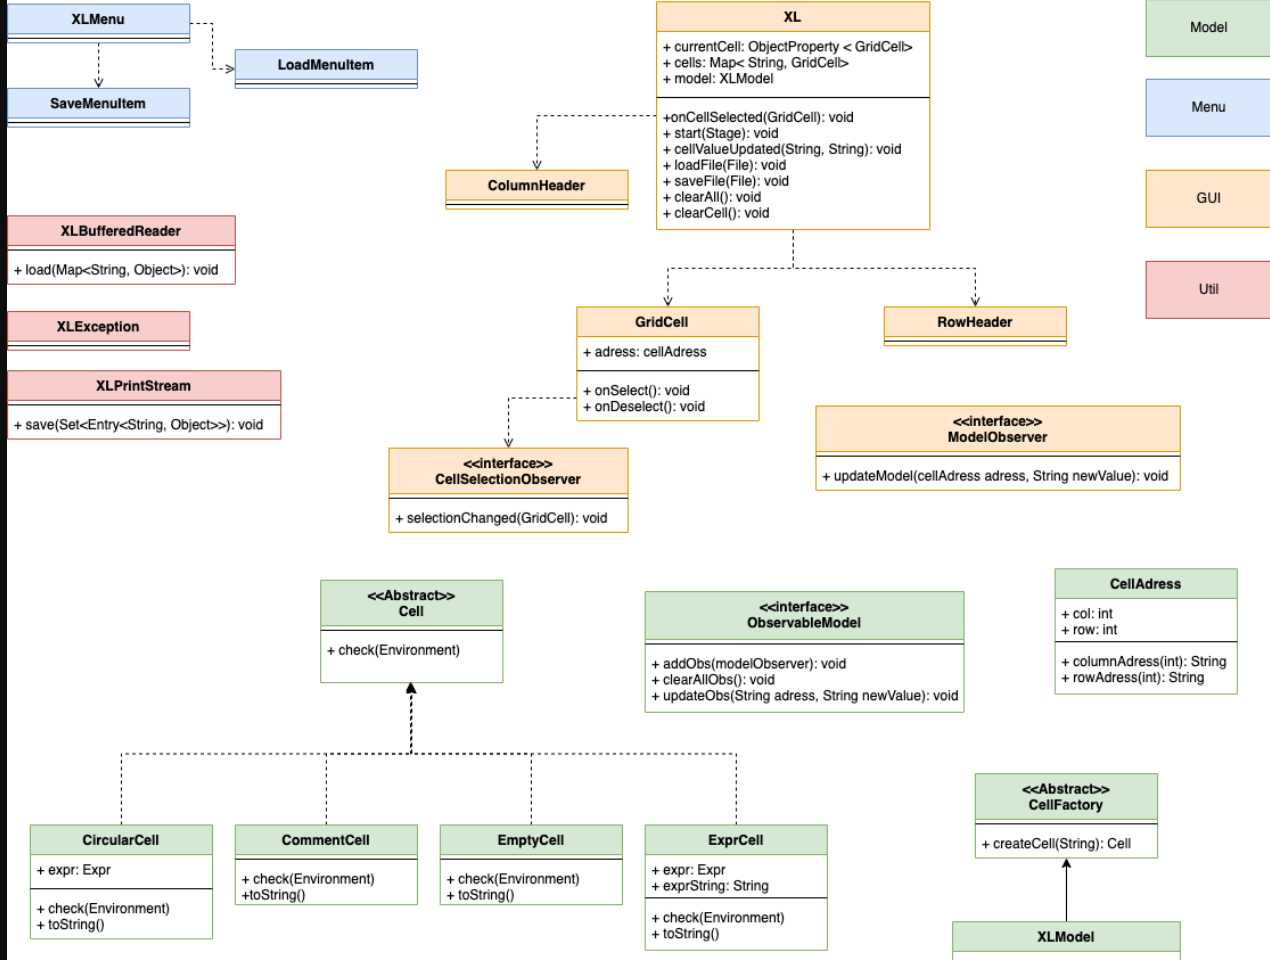 XLMenu
LoadMenuItem
SaveMenuItem
XL
+ currentCell: ObjectProperty < GridCell>
+ cells: Map< String, GridCell>
+ model: XLModel
+onCellSelected(GridCell): void
+ start(Stage): void
+ cellValueUpdated(String, String): void
+ loadFile(File): void
+ saveFile(File): void
+ clearAll(): void
+ clearCell(): void
Model
Menu
GUI
Util
ColumnHeader
XLBufferedReader
+ load(Map<String, Object>): void
XLException
XLPrintStream
+ save(Set<Entry<String, Object>>): void
GridCell
+ adress: cellAdress
+ onSelect(): void
+ onDeselect(): void
RowHeader
<<interface>>
CellSelectionObserver
+ selectionChanged(GridCell): void
<<interface>>
ModelObserver
+ updateModel(cellAdress adress, String newValue): void
<<Abstract>>
Cell
+ check(Environment)
<<interface>>
ObservableModel
+ addObs(modelObserver): void
+ clearAllObs(): void
+ updateObs(String adress, String newValue): void
CellAdress
+ col: int
+ row: int
+ columnAdress(int): String
+ rowAdress(int): String
CircularCell
+ expr: Expr
+ check(Environment)
+ toString()
CommentCell
+ check(Environment)
+toString()
EmptyCell
+ check(Environment)
+ toString()
ExprCell
+ expr: Expr
+ exprString: String
+ check(Environment)
+ toString()
<<Abstract>>
CellFactory
+ createCell(String): Cell
XLModel